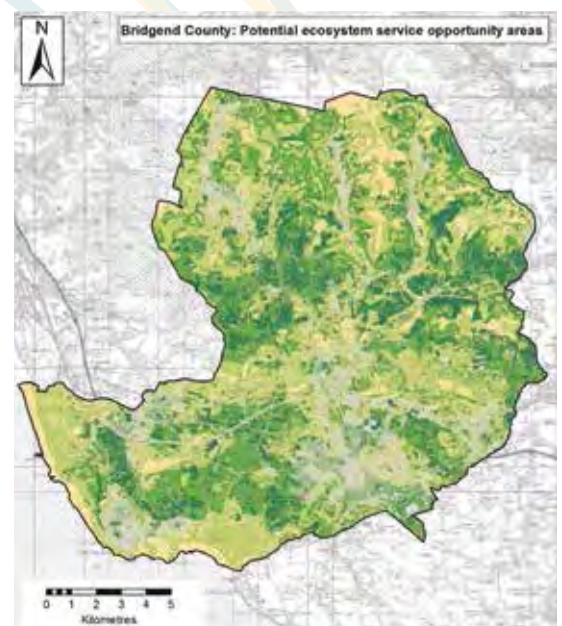 N
Bridgend County: Potential ecosystem service opportunity areas
0 1 2 3 4 5
Kilometres